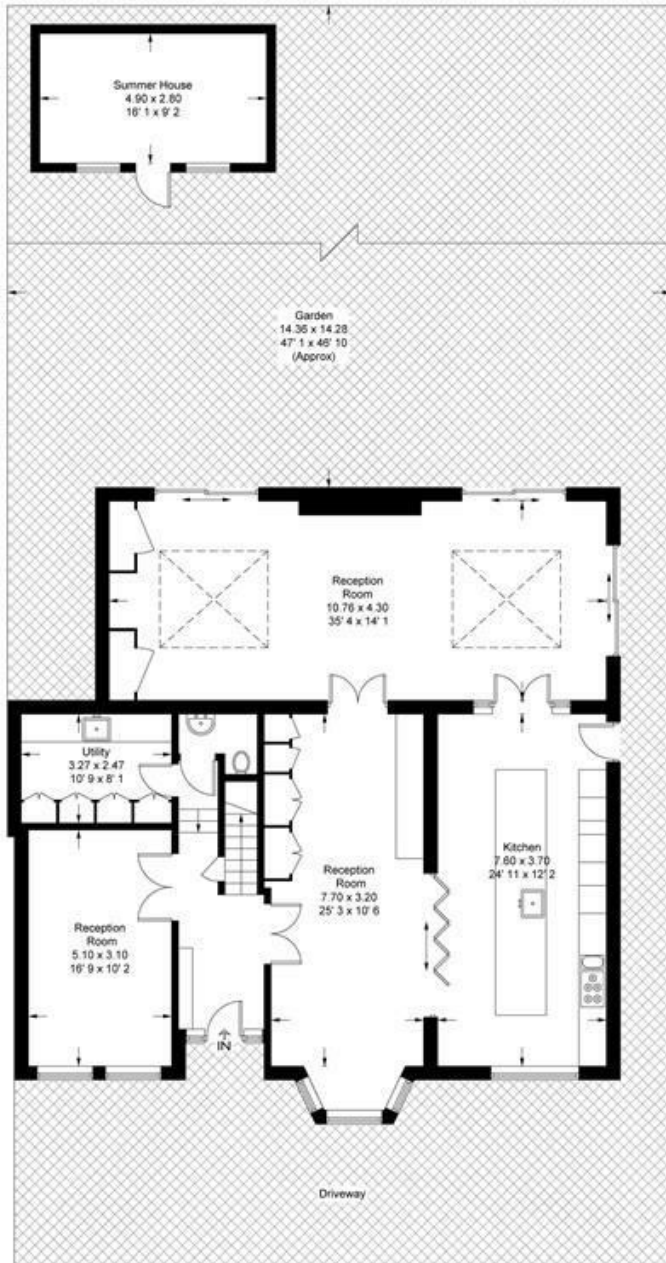 Summer House
4.90 x 2.80
16' 1 x 9' 2
Garden
14.36 x 14.28
47' 1 x 46' 10
(Approx)
Reception
Room
10.76 x 4.30
35' 4 x 14' 1
Utility
3.27 x 2.47
10' 9 x 8' 1
Kitchen
7.60 x 3.70
24' 11 x 12' 2
Reception
Room
7.70 x 3.20
25' 3 x 10' 6
Reception
Room
5.10 x 3.10
16' 9 x 10' 2
IN
Driveway